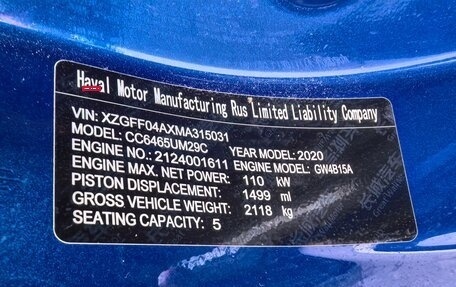 Haval Motor Manufacturing Rus Limited Liability Company
VIN: XZGFF04AXMA315031
MODEL: CC6465UM29C YEAR MODEL: 2020
ENGINE NO.: 2124001611 ENGINE MODEL: GW4B15A
ENGINE MAX. NET POWER: 110 kW
PISTON DISPLACEMENT: 1499 ml
GROSS VEHICLE WEIGHT: 2118 kg
SEATING CAPACITY: 5